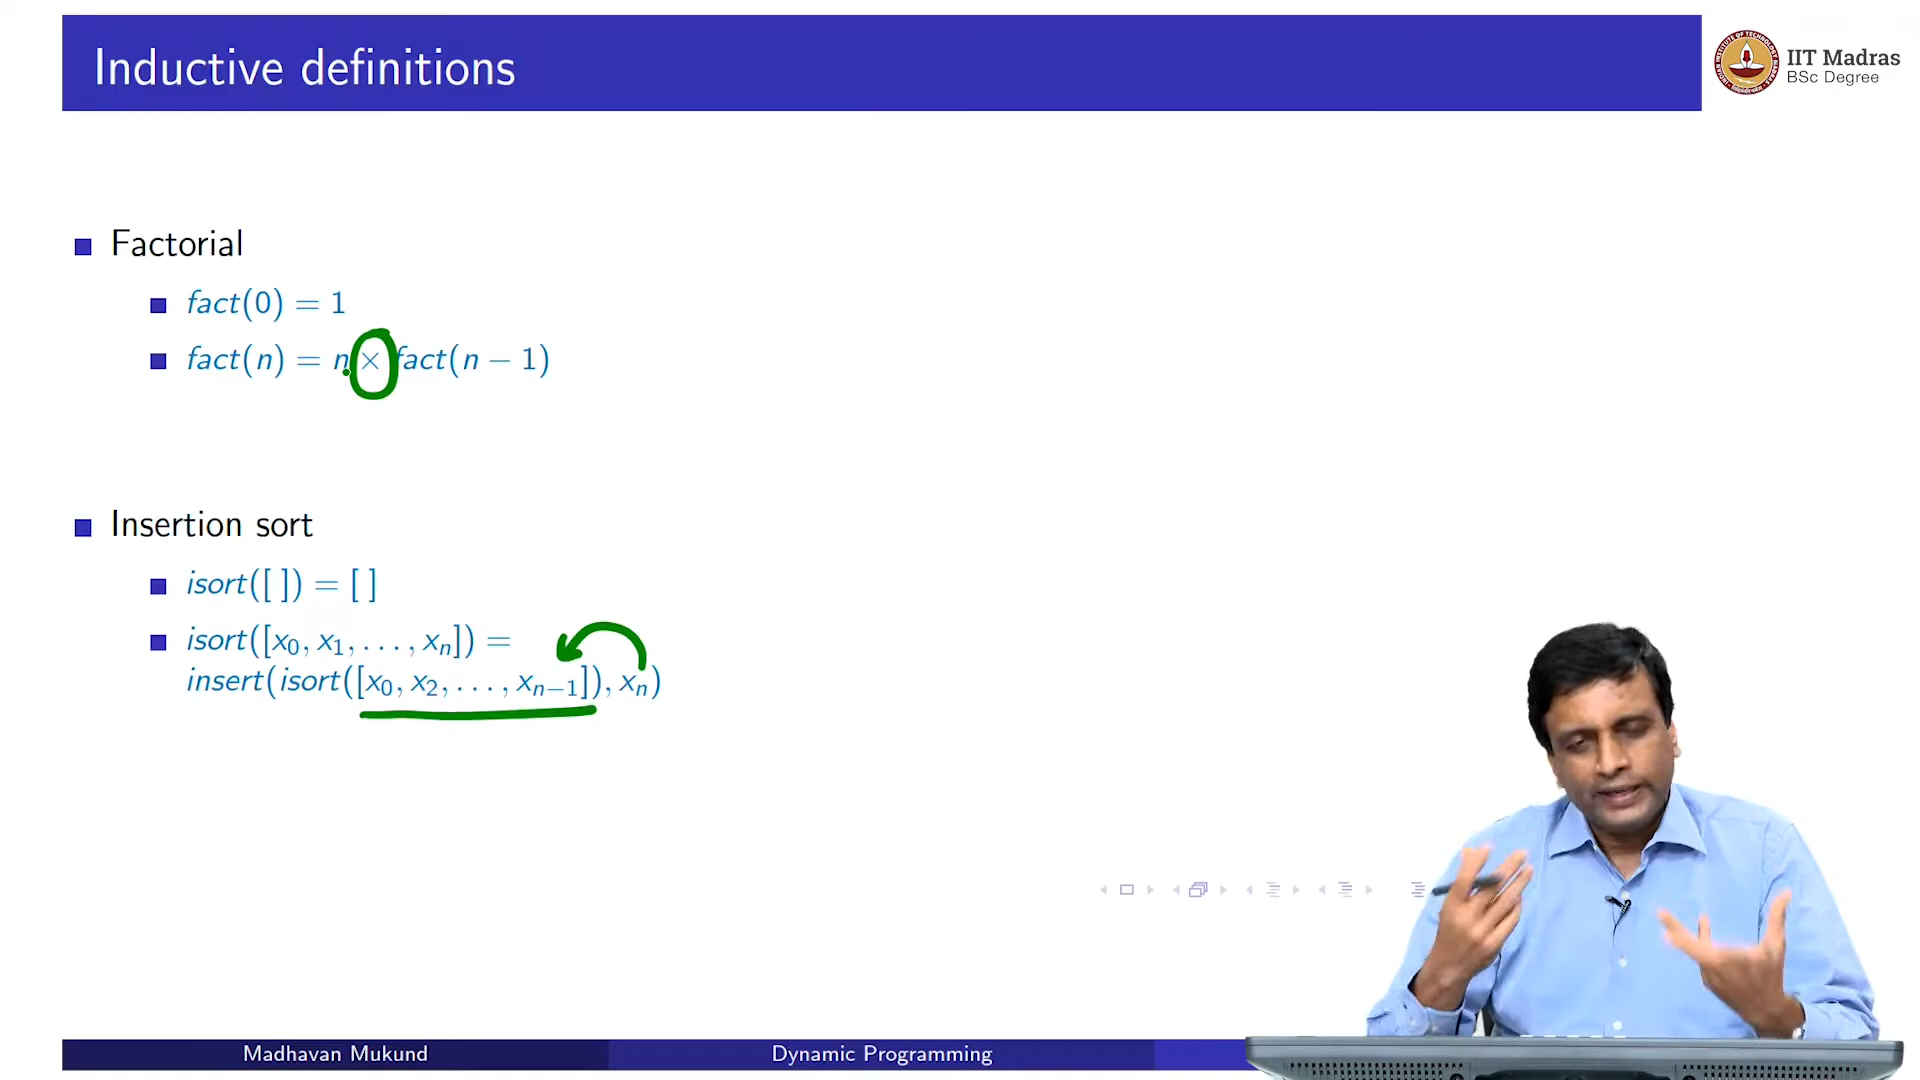 Inductive definitions
IIT Madras
BSc Degree
Factorial
fact(0) = 1
fact(n) = n × fact(n − 1)
Insertion sort
isort([ ]) = [ ]
isort([x₀, x₁, . . . , xₙ]) =
insert(isort([x₀, x₂, . . . , xₙ₋₁]), xₙ)
Madhavan Mukund
Dynamic Programming